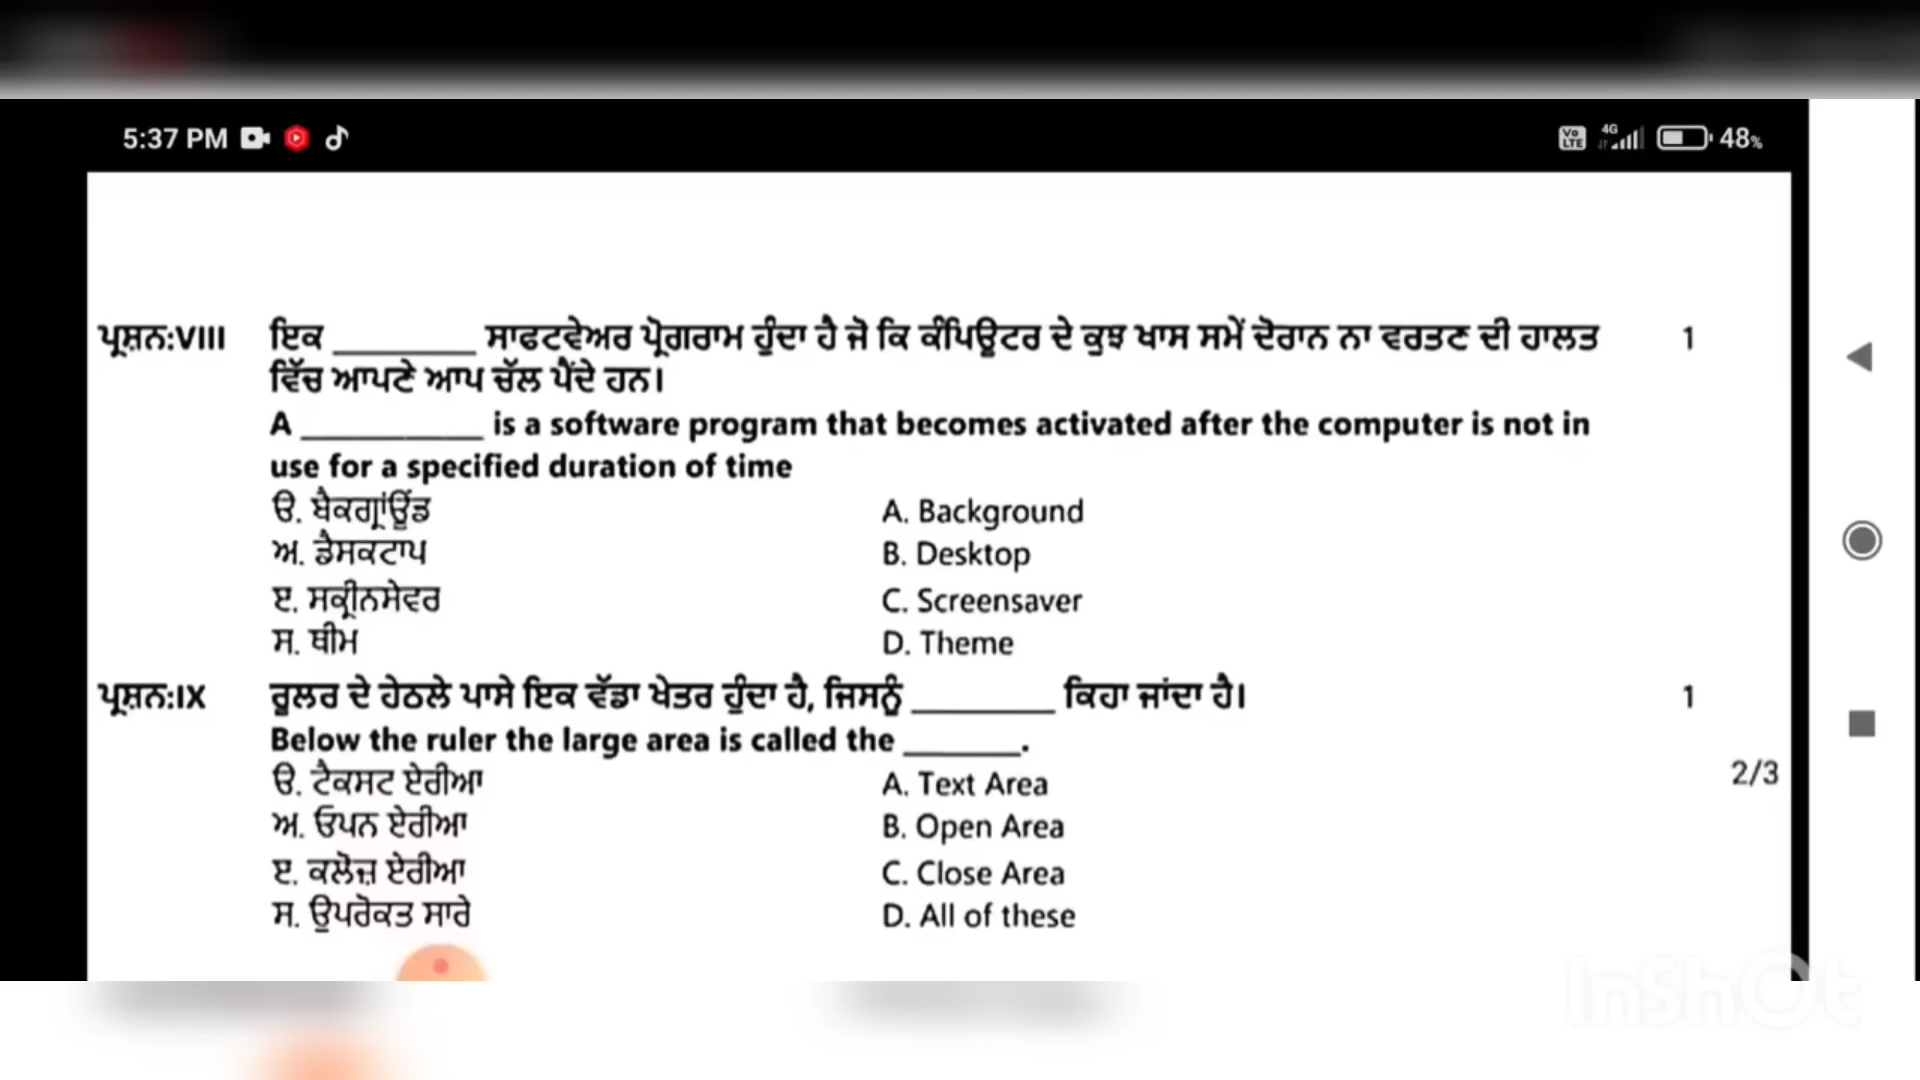 5:37 PM
Vo LTE 4G 48%
ਪ੍ਰਸ਼ਨ:VIII ਇਕ ________ ਸਾਫਟਵੇਅਰ ਪ੍ਰੋਗਰਾਮ ਹੁੰਦਾ ਹੈ ਜੋ ਕਿ ਕੰਪਿਊਟਰ ਦੇ ਕੁਝ ਖਾਸ ਸਮੇਂ ਦੋਰਾਨ ਨਾ ਵਰਤਣ ਦੀ ਹਾਲਤ 1
ਵਿੱਚ ਆਪਣੇ ਆਪ ਚੱਲ ਪੈਂਦੇ ਹਨ।
A __________ is a software program that becomes activated after the computer is not in
use for a specified duration of time
ੳ. ਬੈਕਗ੍ਰਾਂਊਂਡ A. Background
ਅ. ਡੈਸਕਟਾਪ B. Desktop
ੲ. ਸਕ੍ਰੀਨਸੇਵਰ C. Screensaver
ਸ. ਥੀਮ D. Theme
ਪ੍ਰਸ਼ਨ:IX ਰੂਲਰ ਦੇ ਹੇਠਲੇ ਪਾਸੇ ਇਕ ਵੱਡਾ ਖੇਤਰ ਹੁੰਦਾ ਹੈ, ਜਿਸਨੂੰ ________ ਕਿਹਾ ਜਾਂਦਾ ਹੈ। 1
Below the ruler the large area is called the _______.
ੳ. ਟੈਕਸਟ ਏਰੀਆ A. Text Area
ਅ. ਓਪਨ ਏਰੀਆ B. Open Area
ੲ. ਕਲੋਜ਼ ਏਰੀਆ C. Close Area
ਸ. ਉਪਰੋਕਤ ਸਾਰੇ D. All of these
2/3
InShOt